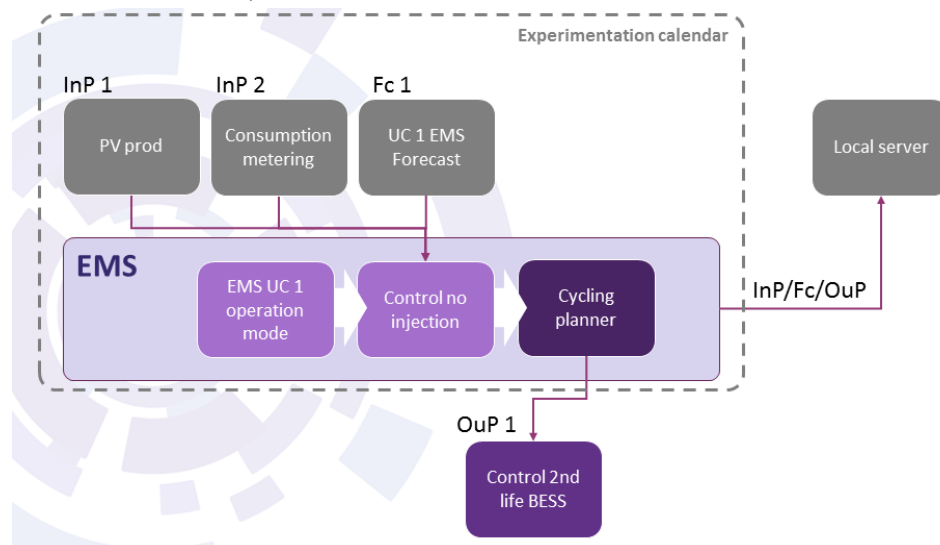 Experimentation calendar
InP 1
InP 2
Fc 1
PV prod
Consumption
metering
UC 1 EMS
Forecast
Local server
EMS
EMS UC 1
operation
mode
Control no
injection
Cycling
planner
InP/Fc/OuP
OuP 1
Control 2nd
life BESS